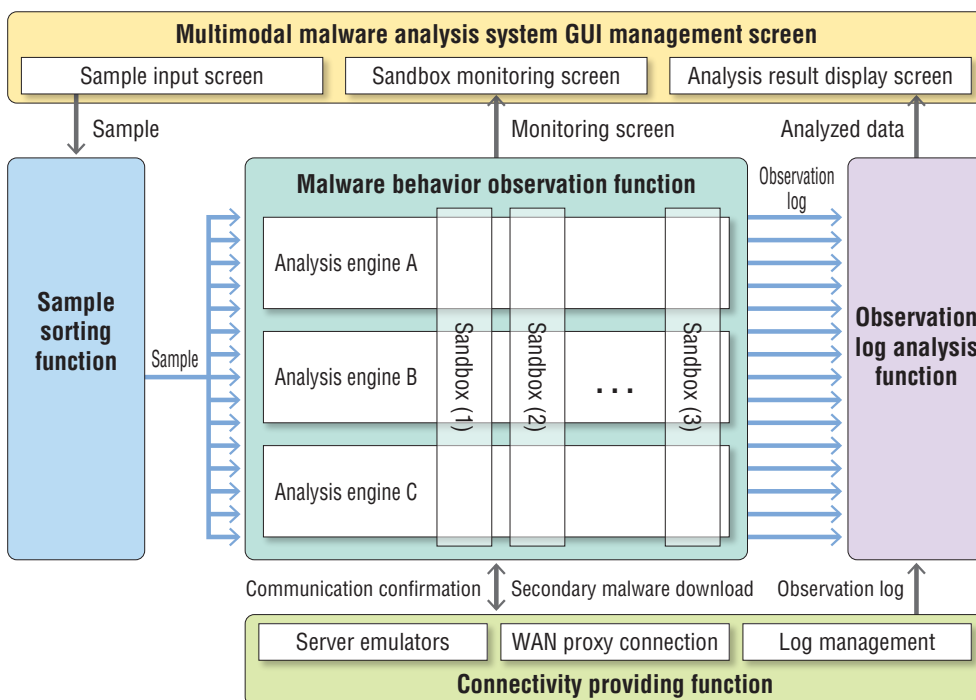 Multimodal malware analysis system GUI management screen
Sample input screen
Sandbox monitoring screen
Analysis result display screen
Sample
Monitoring screen
Analyzed data
Malware behavior observation function
Observation
log
Analysis engine A
Sample
sorting
function
Sample
Analysis engine B
Analysis engine C
Sandbox (1)
Sandbox (2)
...
Sandbox (3)
Observation
log analysis
function
Communication confirmation
Secondary malware download
Observation log
Server emulators
WAN proxy connection
Log management
Connectivity providing function